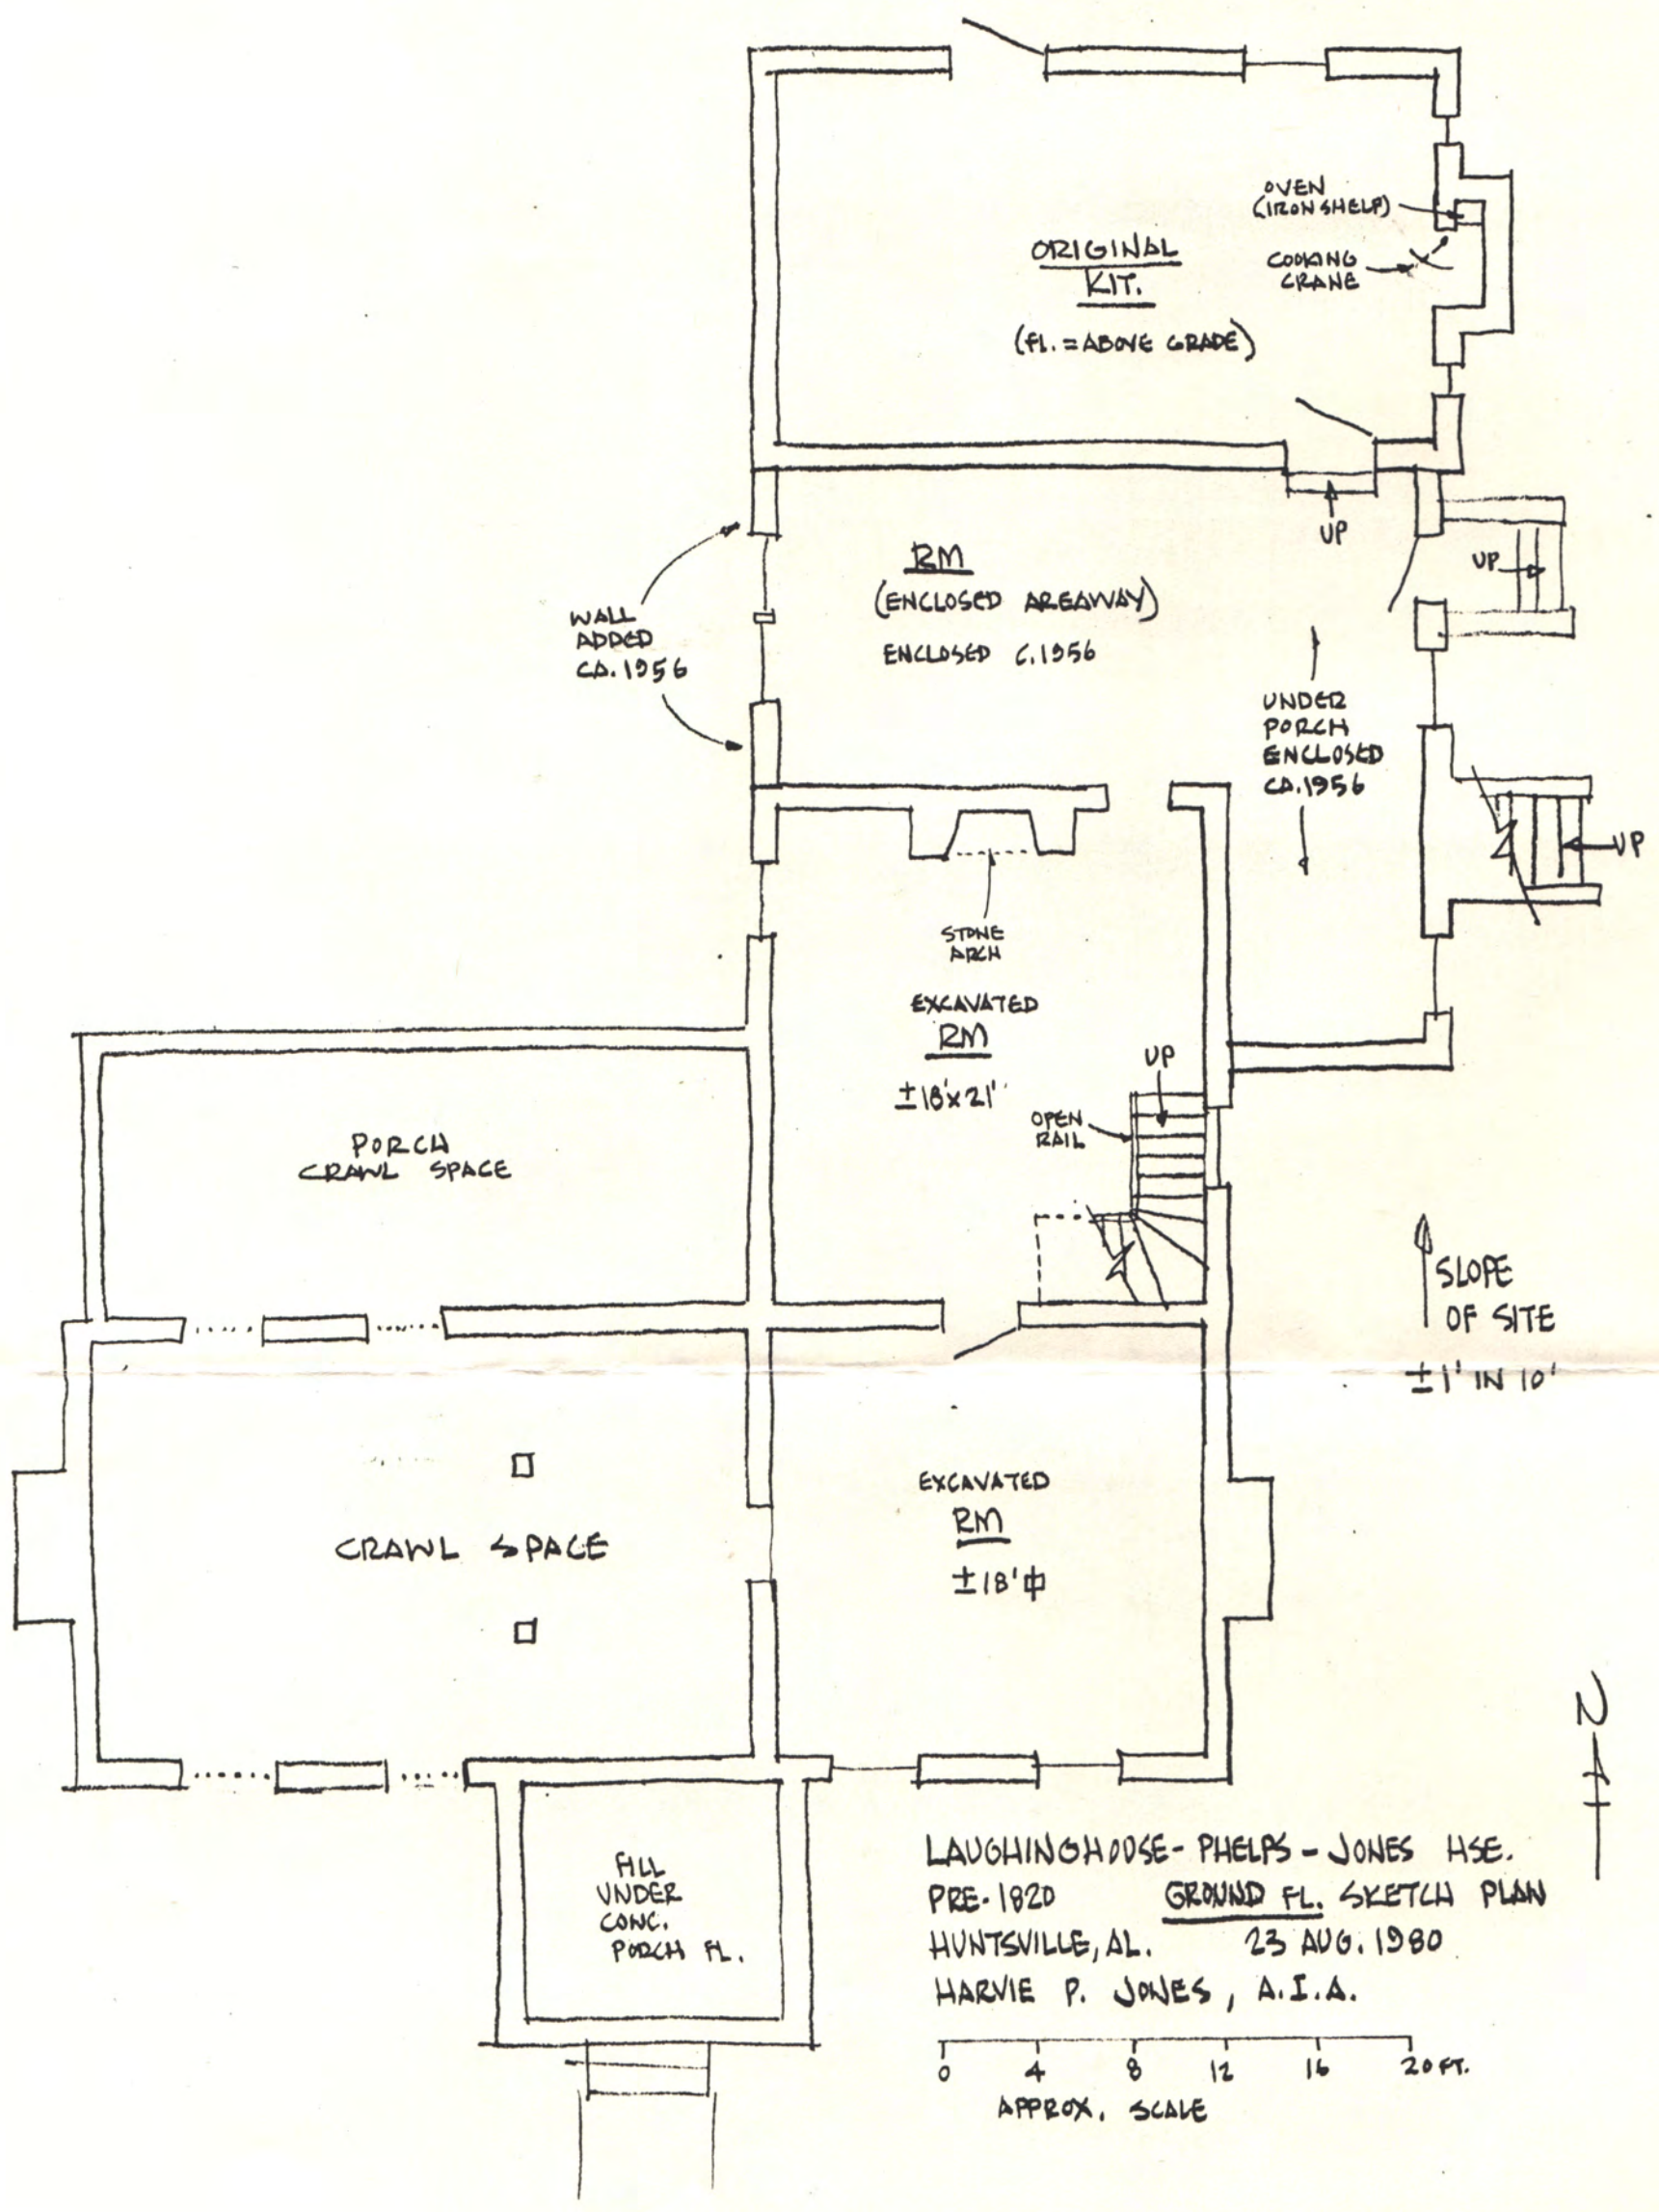 OVEN
(IRON SHELF)
ORIGINAL
KIT.
(FL. = ABOVE GRADE)
COOKING
CRANE
UP
UP
RM
(ENCLOSED AREAWAY)
ENCLOSED C.1956
WALL
ADDED
CA. 1956
UNDER
PORCH
ENCLOSED
CA. 1956
UP
STONE
ARCH
EXCAVATED
RM
±18'x21'
UP
OPEN
RAIL
PORCH
CRAWL SPACE
SLOPE
OF SITE
±1' IN 10'
CRAWL SPACE
EXCAVATED
RM
±18'⌷
N
FILL
UNDER
CONC.
PORCH FL.
LAUGHINGHOUSE-PHELPS-JONES HSE.
PRE-1820 GROUND FL. SKETCH PLAN
HUNTSVILLE, AL. 23 AUG. 1980
HARVIE P. JONES, A.I.A.
0 4 8 12 16 20 FT.
APPROX. SCALE